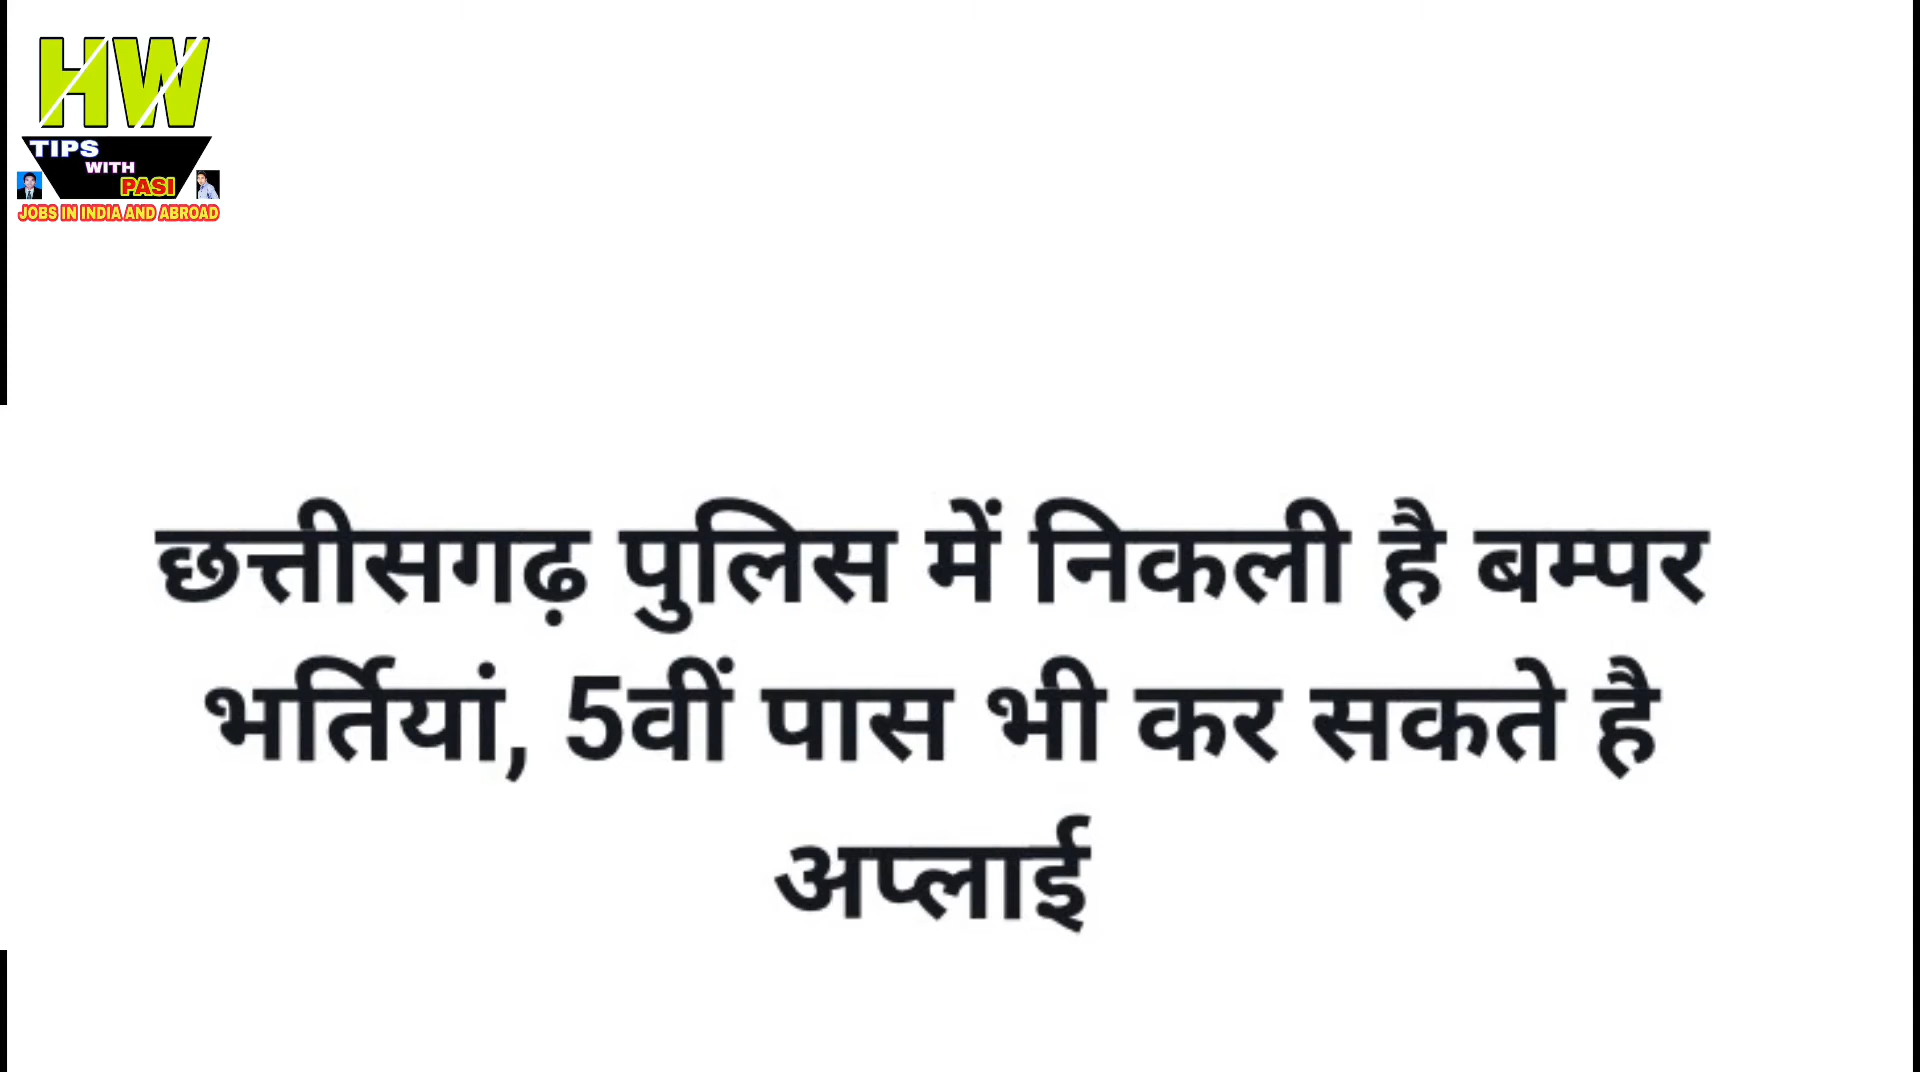 HW
TIPS
WITH
PASI
JOBS IN INDIA AND ABROAD
छत्तीसगढ़ पुलिस में निकली है बम्पर
भर्तियां, 5वीं पास भी कर सकते है
अप्लाई